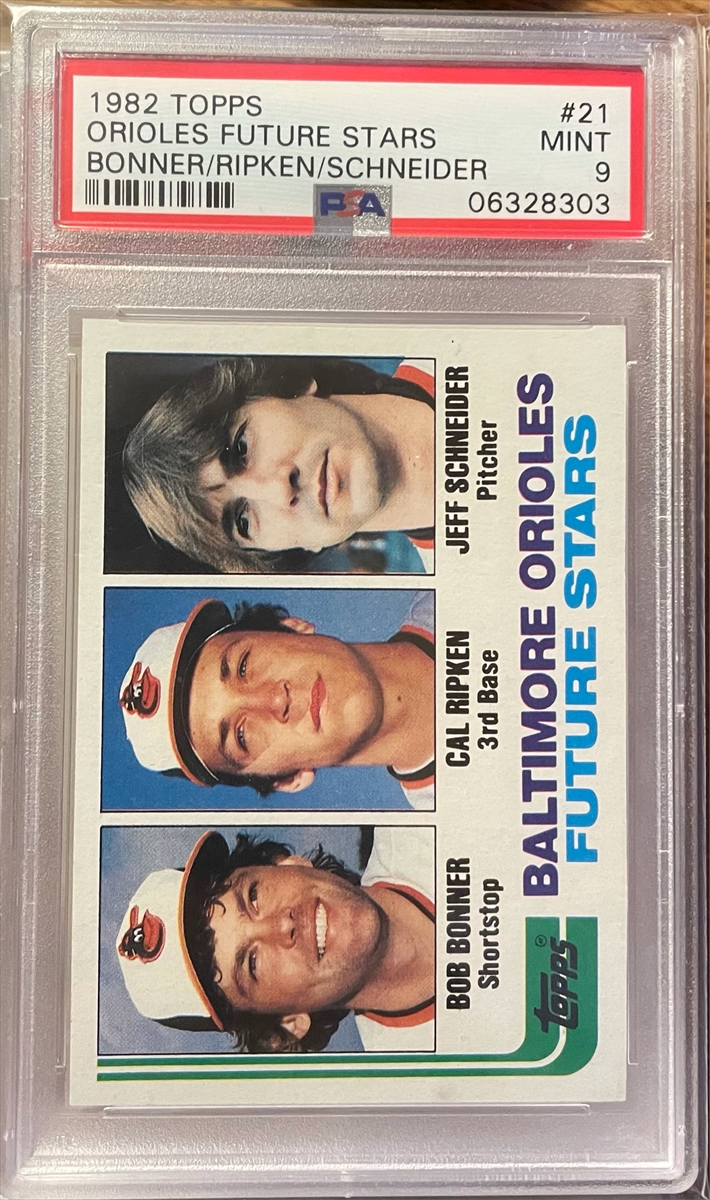 1982 TOPPS #21
ORIOLES FUTURE STARS MINT
BONNER/RIPKEN/SCHNEIDER 9
PSA 06328303
BOB BONNER
Shortstop
CAL RIPKEN
3rd Base
JEFF SCHNEIDER
Pitcher
BALTIMORE ORIOLES
FUTURE STARS
TOPPS®